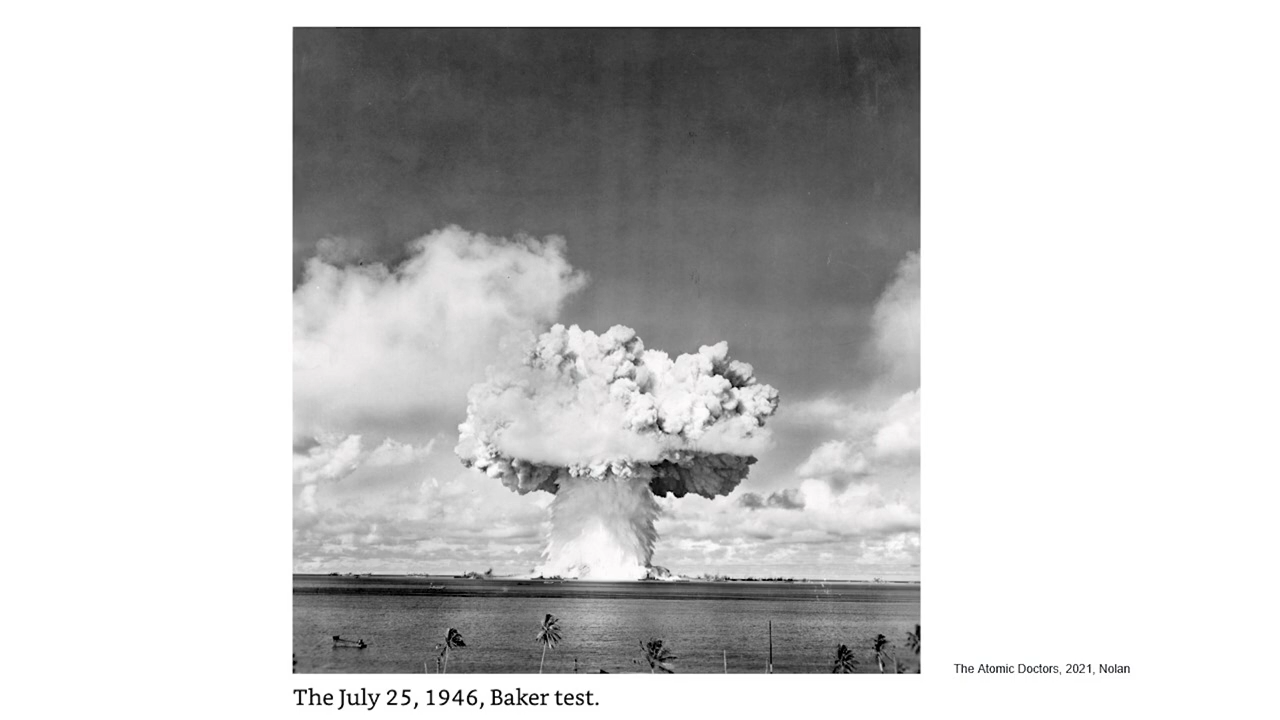 The Atomic Doctors, 2021, Nolan
The July 25, 1946, Baker test.